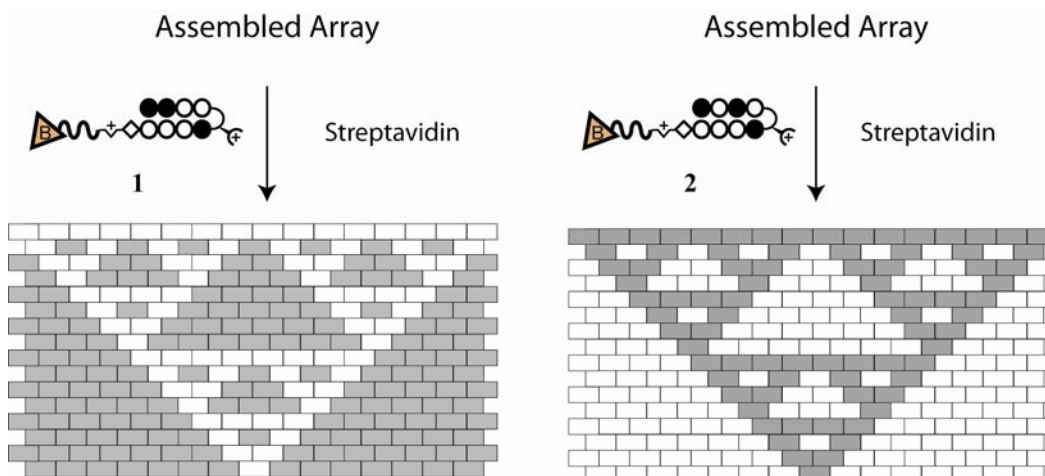 Assembled Array
B + +
Streptavidin
1
Assembled Array
B + +
Streptavidin
2